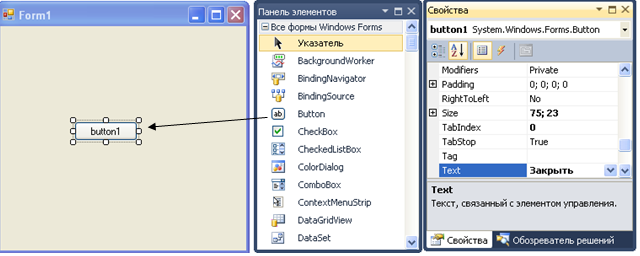 Form1
button1
Панель элементов
Все формы Windows Forms
Указатель
BackgroundWorker
BindingNavigator
BindingSource
Button
CheckBox
CheckedListBox
ColorDialog
ComboBox
ContextMenuStrip
DataGridView
DataSet
Свойства
button1 System.Windows.Forms.Button
Modifiers Private
Padding 0; 0; 0; 0
RightToLeft No
Size 75; 23
TabIndex 0
TabStop True
Tag
Text Закрыть
Text
Текст, связанный с элементом управления.
Свойства Обозреватель решений